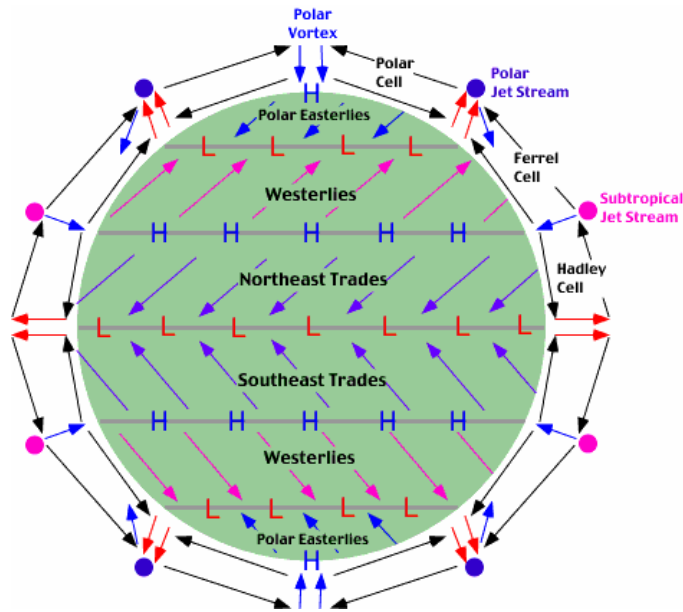 Polar
Vortex
Polar
Cell
Polar
Jet Stream
H
Polar Easterlies
L L L L
Ferrel
Cell
Westerlies
Subtropical
Jet Stream
H H H H H
Hadley
Cell
Northeast Trades
L L L L L L L
Southeast Trades
H H H H H
Westerlies
L L L L
Polar Easterlies
H